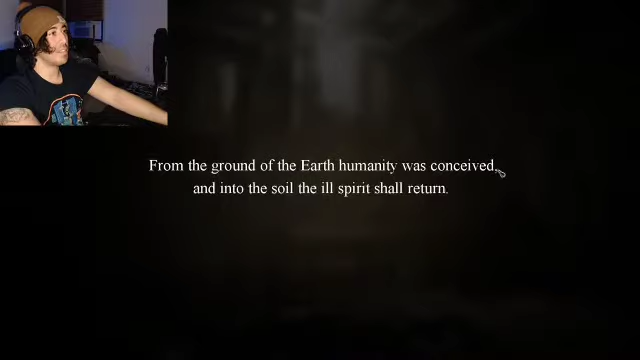 From the ground of the Earth humanity was conceived,
and into the soil the ill spirit shall return.